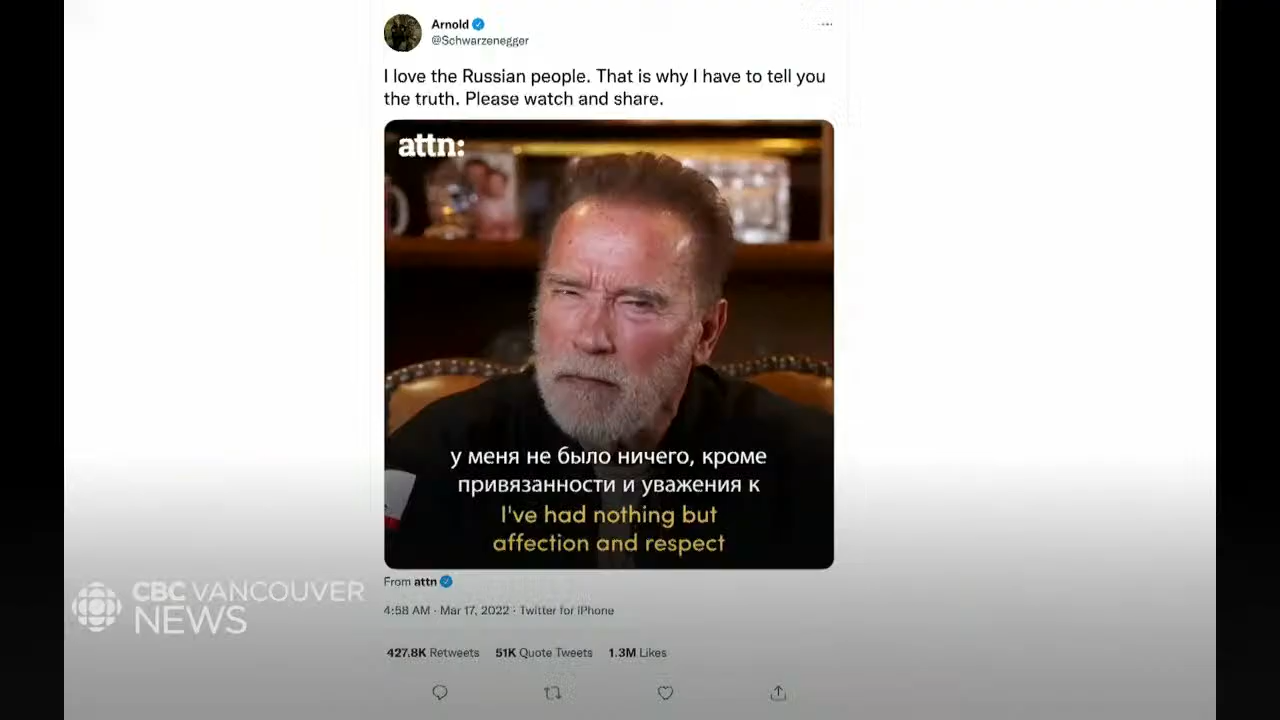 Arnold
@Schwarzenegger
I love the Russian people. That is why I have to tell you
the truth. Please watch and share.
attn:
у меня не было ничего, кроме
привязанности и уважения к
I've had nothing but
affection and respect
From attn
4:58 AM · Mar 17, 2022 · Twitter for iPhone
427.8K Retweets 51K Quote Tweets 1.3M Likes
CBC VANCOUVER
NEWS